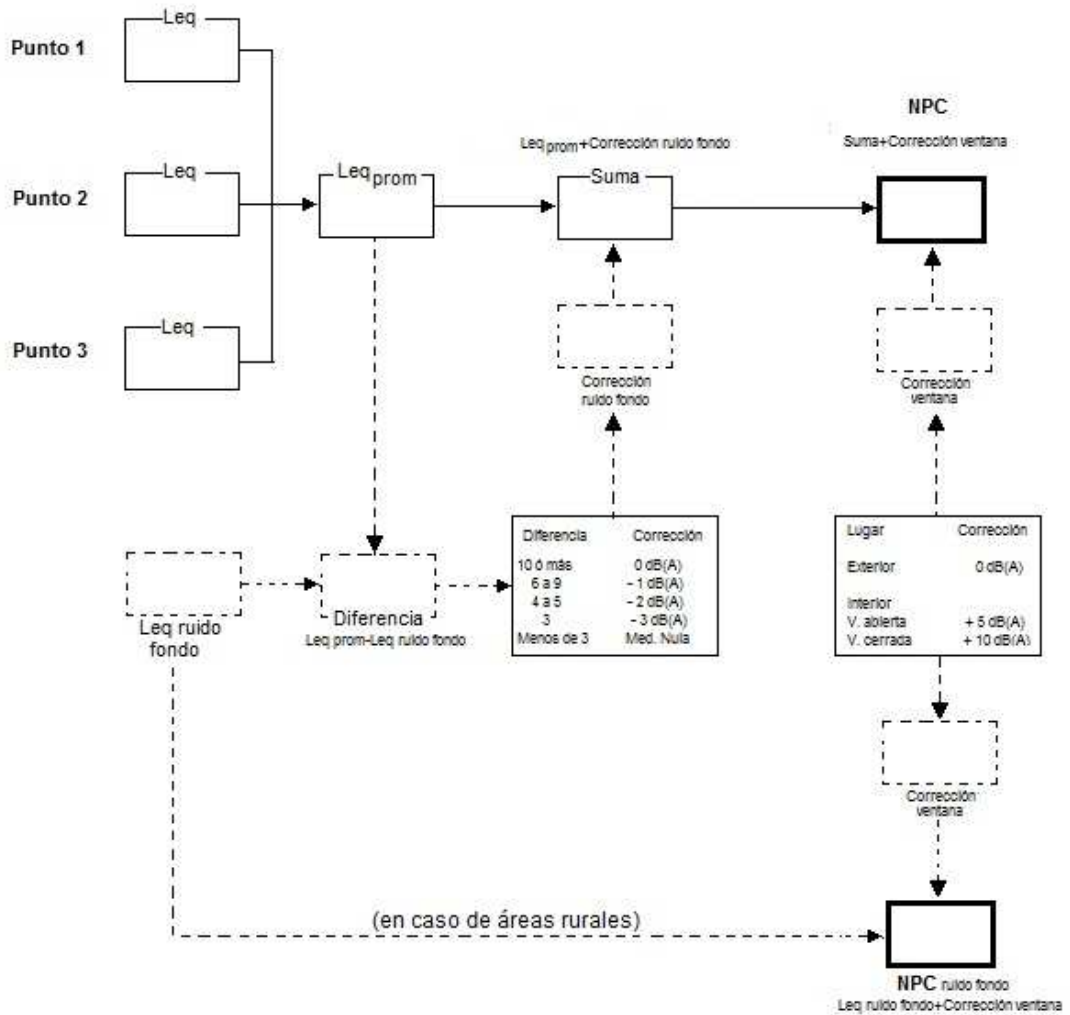 Leq
Punto 1
NPC
Leq prom+Corrección ruido fondo
Suma+Corrección ventana
Leq
Leq prom
Suma
Punto 2
Leq
Punto 3
Corrección
ruido fondo
Corrección
ventana
Diferencia Corrección
10 ó más 0 dB(A)
6 a 9 – 1 dB(A)
4 a 5 – 2 dB(A)
3 – 3 dB(A)
Menos de 3 Med. Nula
Lugar Corrección
Exterior 0 dB(A)
Interior
V. abierta + 5 dB(A)
V. cerrada + 10 dB(A)
Leq ruido
fondo
Diferencia
Leq prom-Leq ruido fondo
Corrección
ventana
(en caso de áreas rurales)
NPC ruido fondo
Leq ruido fondo+Corrección ventana